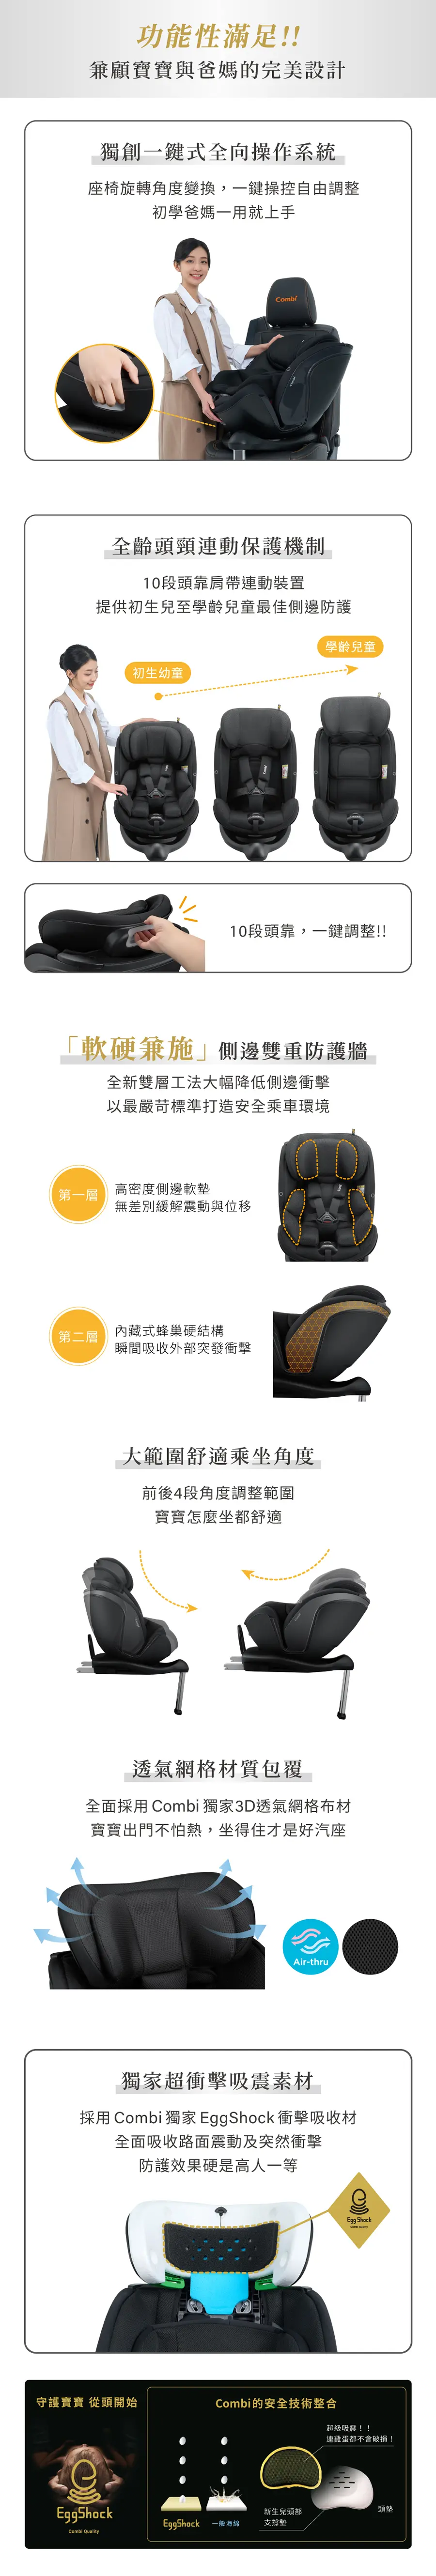 功能性滿足!!
兼顧寶寶與爸媽的完美設計
獨創一鍵式全向操作系統
座椅旋轉角度變換，一鍵操控自由調整
初學爸媽一用就上手
Combi
全齡頭頸連動保護機制
10段頭靠肩帶連動裝置
提供初生兒至學齡兒童最佳側邊防護
學齡兒童
初生幼童
10段頭靠，一鍵調整!!
「軟硬兼施」側邊雙重防護牆
全新雙層工法大幅降低側邊衝擊
以最嚴苛標準打造安全乘車環境
第一層
高密度側邊軟墊
無差別緩解震動與位移
第二層
內藏式蜂巢硬結構
瞬間吸收外部突發衝擊
大範圍舒適乘坐角度
前後4段角度調整範圍
寶寶怎麼坐都舒適
透氣網格材質包覆
全面採用 Combi 獨家3D透氣網格布材
寶寶出門不怕熱，坐得住才是好汽座
Air-thru
獨家超衝擊吸震素材
採用 Combi 獨家 EggShock 衝擊吸收材
全面吸收路面震動及突然衝擊
防護效果硬是高人一等
Egg Shock
Combi Quality
守護寶寶 從頭開始
EggShock
Combi Quality
Combi的安全技術整合
超級吸震！！
連雞蛋都不會破損！
EggShock
一般海綿
新生兒頭部
支撐墊
頭墊